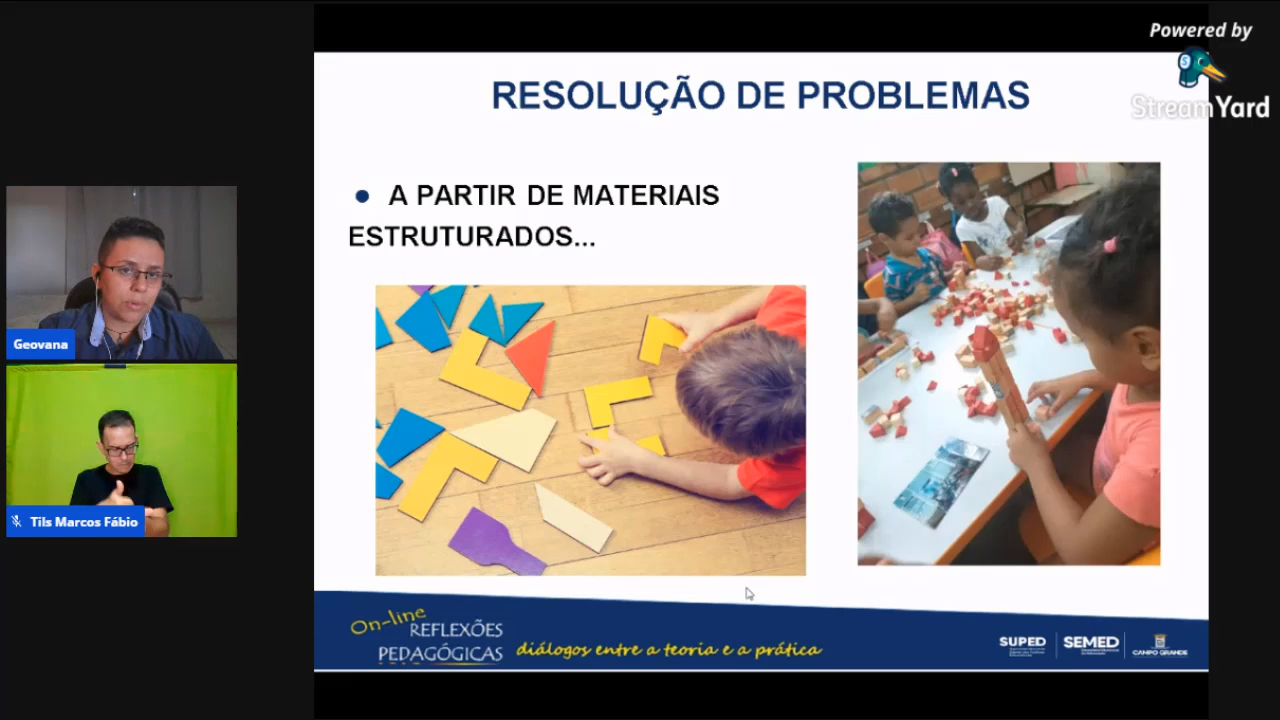 Powered by
StreamYard
RESOLUÇÃO DE PROBLEMAS
• A PARTIR DE MATERIAIS
ESTRUTURADOS...
Geovana
Tils Marcos Fábio
On-line
REFLEXÕES
PEDAGÓGICAS
diálogos entre a teoria e a prática
SUPED
SEMED
CAMPO GRANDE